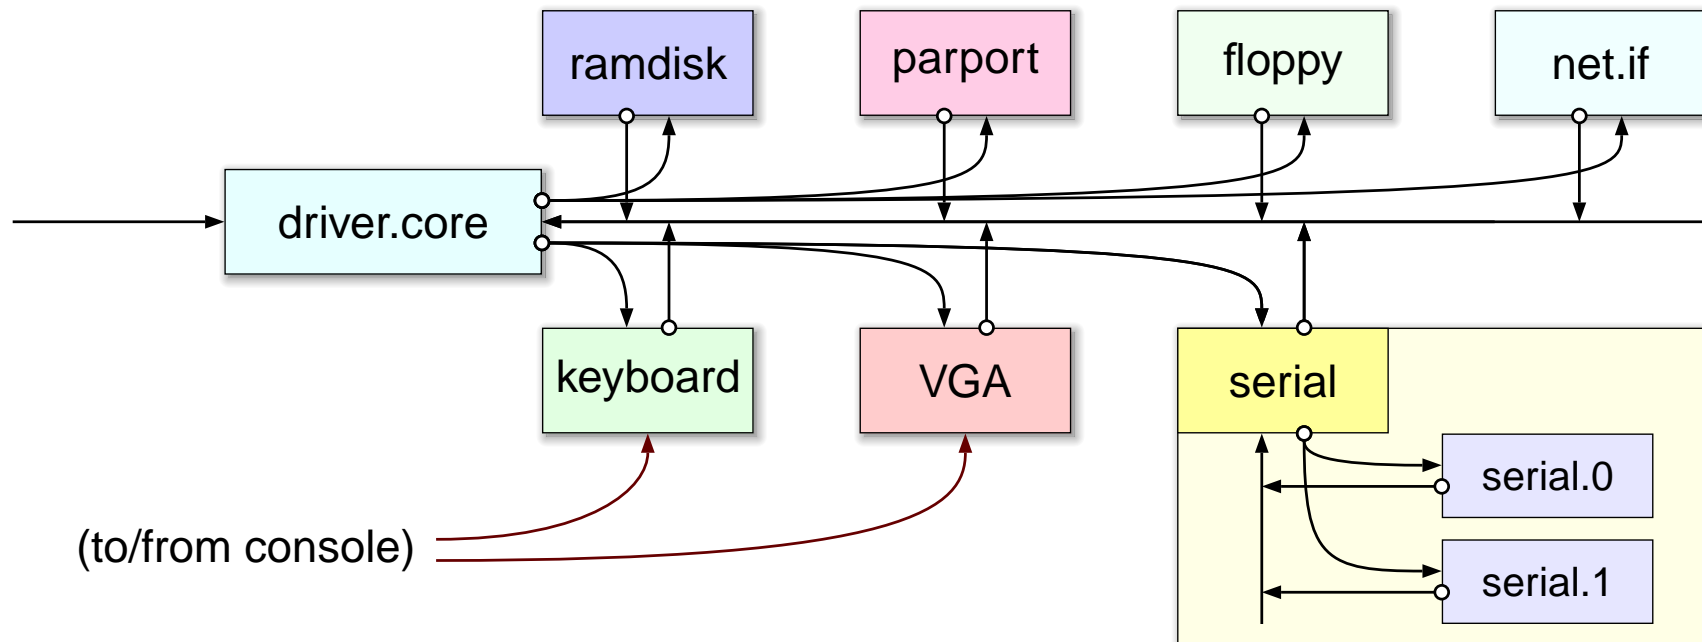 ramdisk
parport
floppy
net.if
driver.core
keyboard
VGA
serial
serial.0
(to/from console)
serial.1